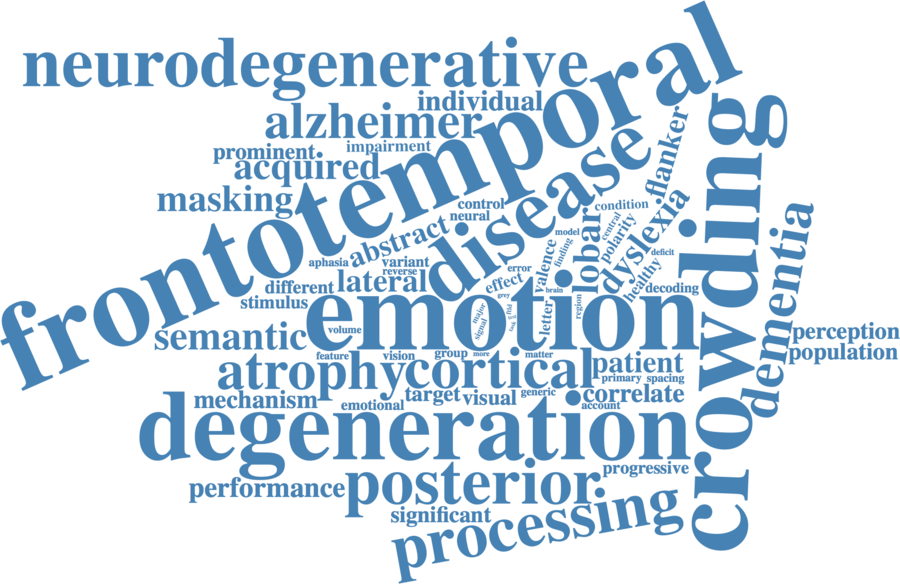 neurodegenerative
frontotemporal
individual
alzheimer
prominent
impairment
acquired
masking
disease
flanker
crowding
control
neural
condition
abstract
lobar
central
polarity
dyslexia
model
finding
valence
aphasia
variant
reverse
lateral
different
stimulus
error
effect
brain
healthy
deficit
decoding
dementia
grey
emotion
major
signal
letter
region
semantic
volume
perception
population
feature
vision
group
more
matter
atrophy
cortical
patient
primary
spacing
mechanism
emotional
target
visual
generic
correlate
account
degeneration
progressive
performance
posterior
significant
processing